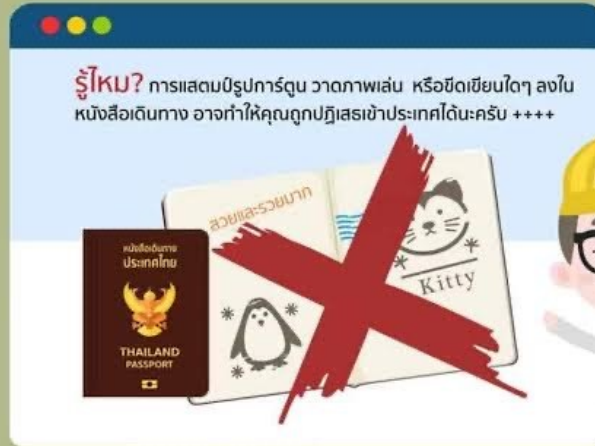 รู้ไหม? การแสตมป์รูปการ์ตูน วาดภาพเล่น หรือขีดเขียนใดๆ ลงใน
หนังสือเดินทาง อาจทำให้คุณถูกปฏิเสธเข้าประเทศได้นะครับ ++++
สวยและรวยมาก
Kitty
หนังสือเดินทาง
ประเทศไทย
THAILAND
PASSPORT